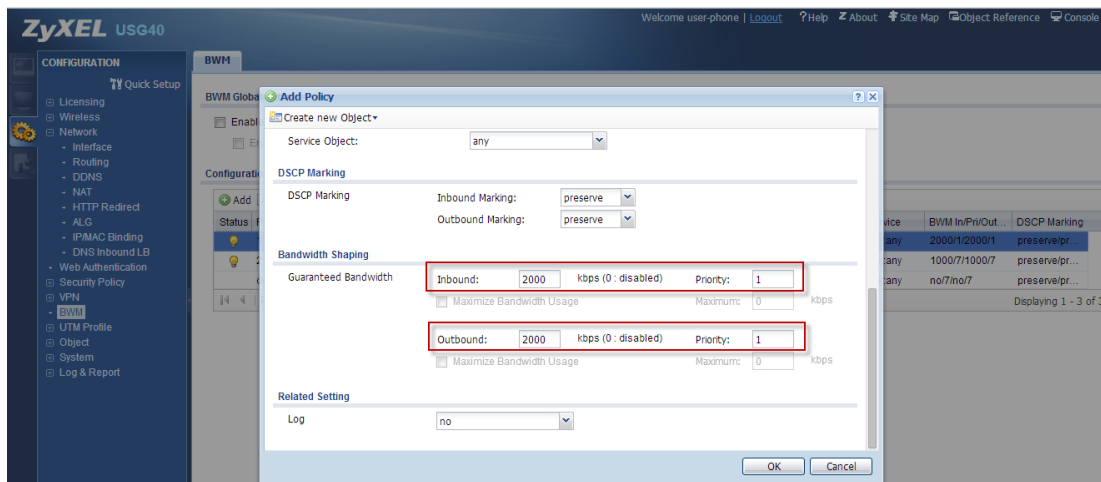 ZyXEL USG40
Welcome user-phone | Logout ?Help Z About Site Map Object Reference Console
CONFIGURATION
Quick Setup
Licensing
Wireless
Network
- Interface
- Routing
- DDNS
- NAT
- HTTP Redirect
- ALG
- IP/MAC Binding
- DNS Inbound LB
- Web Authentication
Security Policy
VPN
- BWM
UTM Profile
Object
System
Log & Report
BWM
BWM Globa
Enabl
Configurati
Add
Status
BWM In/Pri/Out... DSCP Marking
:any 2000/1/2000/1 preserve/pr...
:any 1000/7/1000/7 preserve/pr...
:any no/7/no/7 preserve/pr...
Displaying 1 - 3 of
Add Policy
Create new Object
Service Object: any
DSCP Marking
DSCP Marking Inbound Marking: preserve
Outbound Marking: preserve
Bandwidth Shaping
Guaranteed Bandwidth Inbound: 2000 kbps (0 : disabled) Priority: 1
Maximize Bandwidth Usage Maximum: 0 kbps
Outbound: 2000 kbps (0 : disabled) Priority: 1
Maximize Bandwidth Usage Maximum: 0 kbps
Related Setting
Log no
OK Cancel